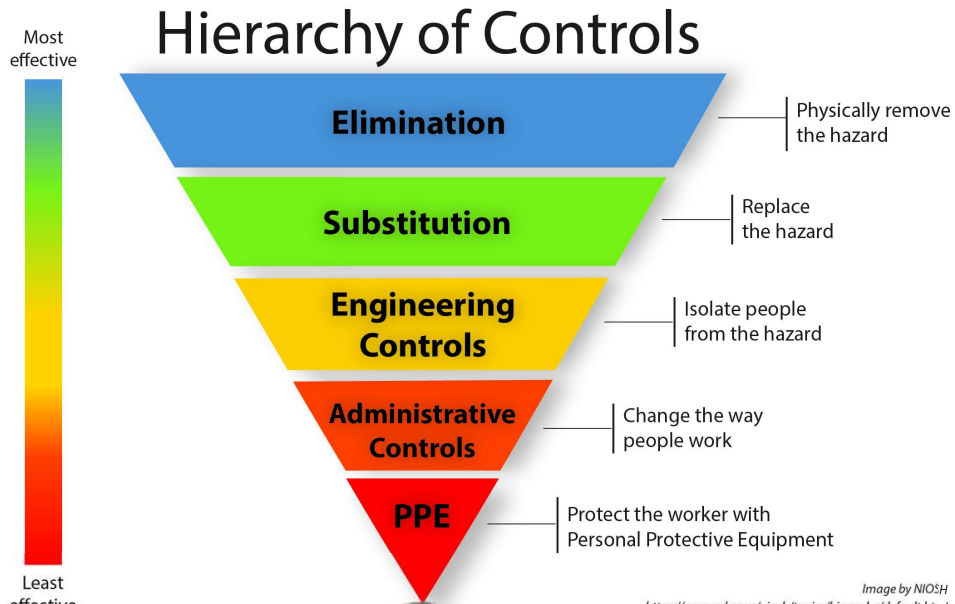 Hierarchy of Controls
Most
effective
Elimination
Physically remove
the hazard
Substitution
Replace
the hazard
Engineering
Controls
Isolate people
from the hazard
Administrative
Controls
Change the way
people work
PPE
Protect the worker with
Personal Protective Equipment
Least
effective
Image by NIOSH